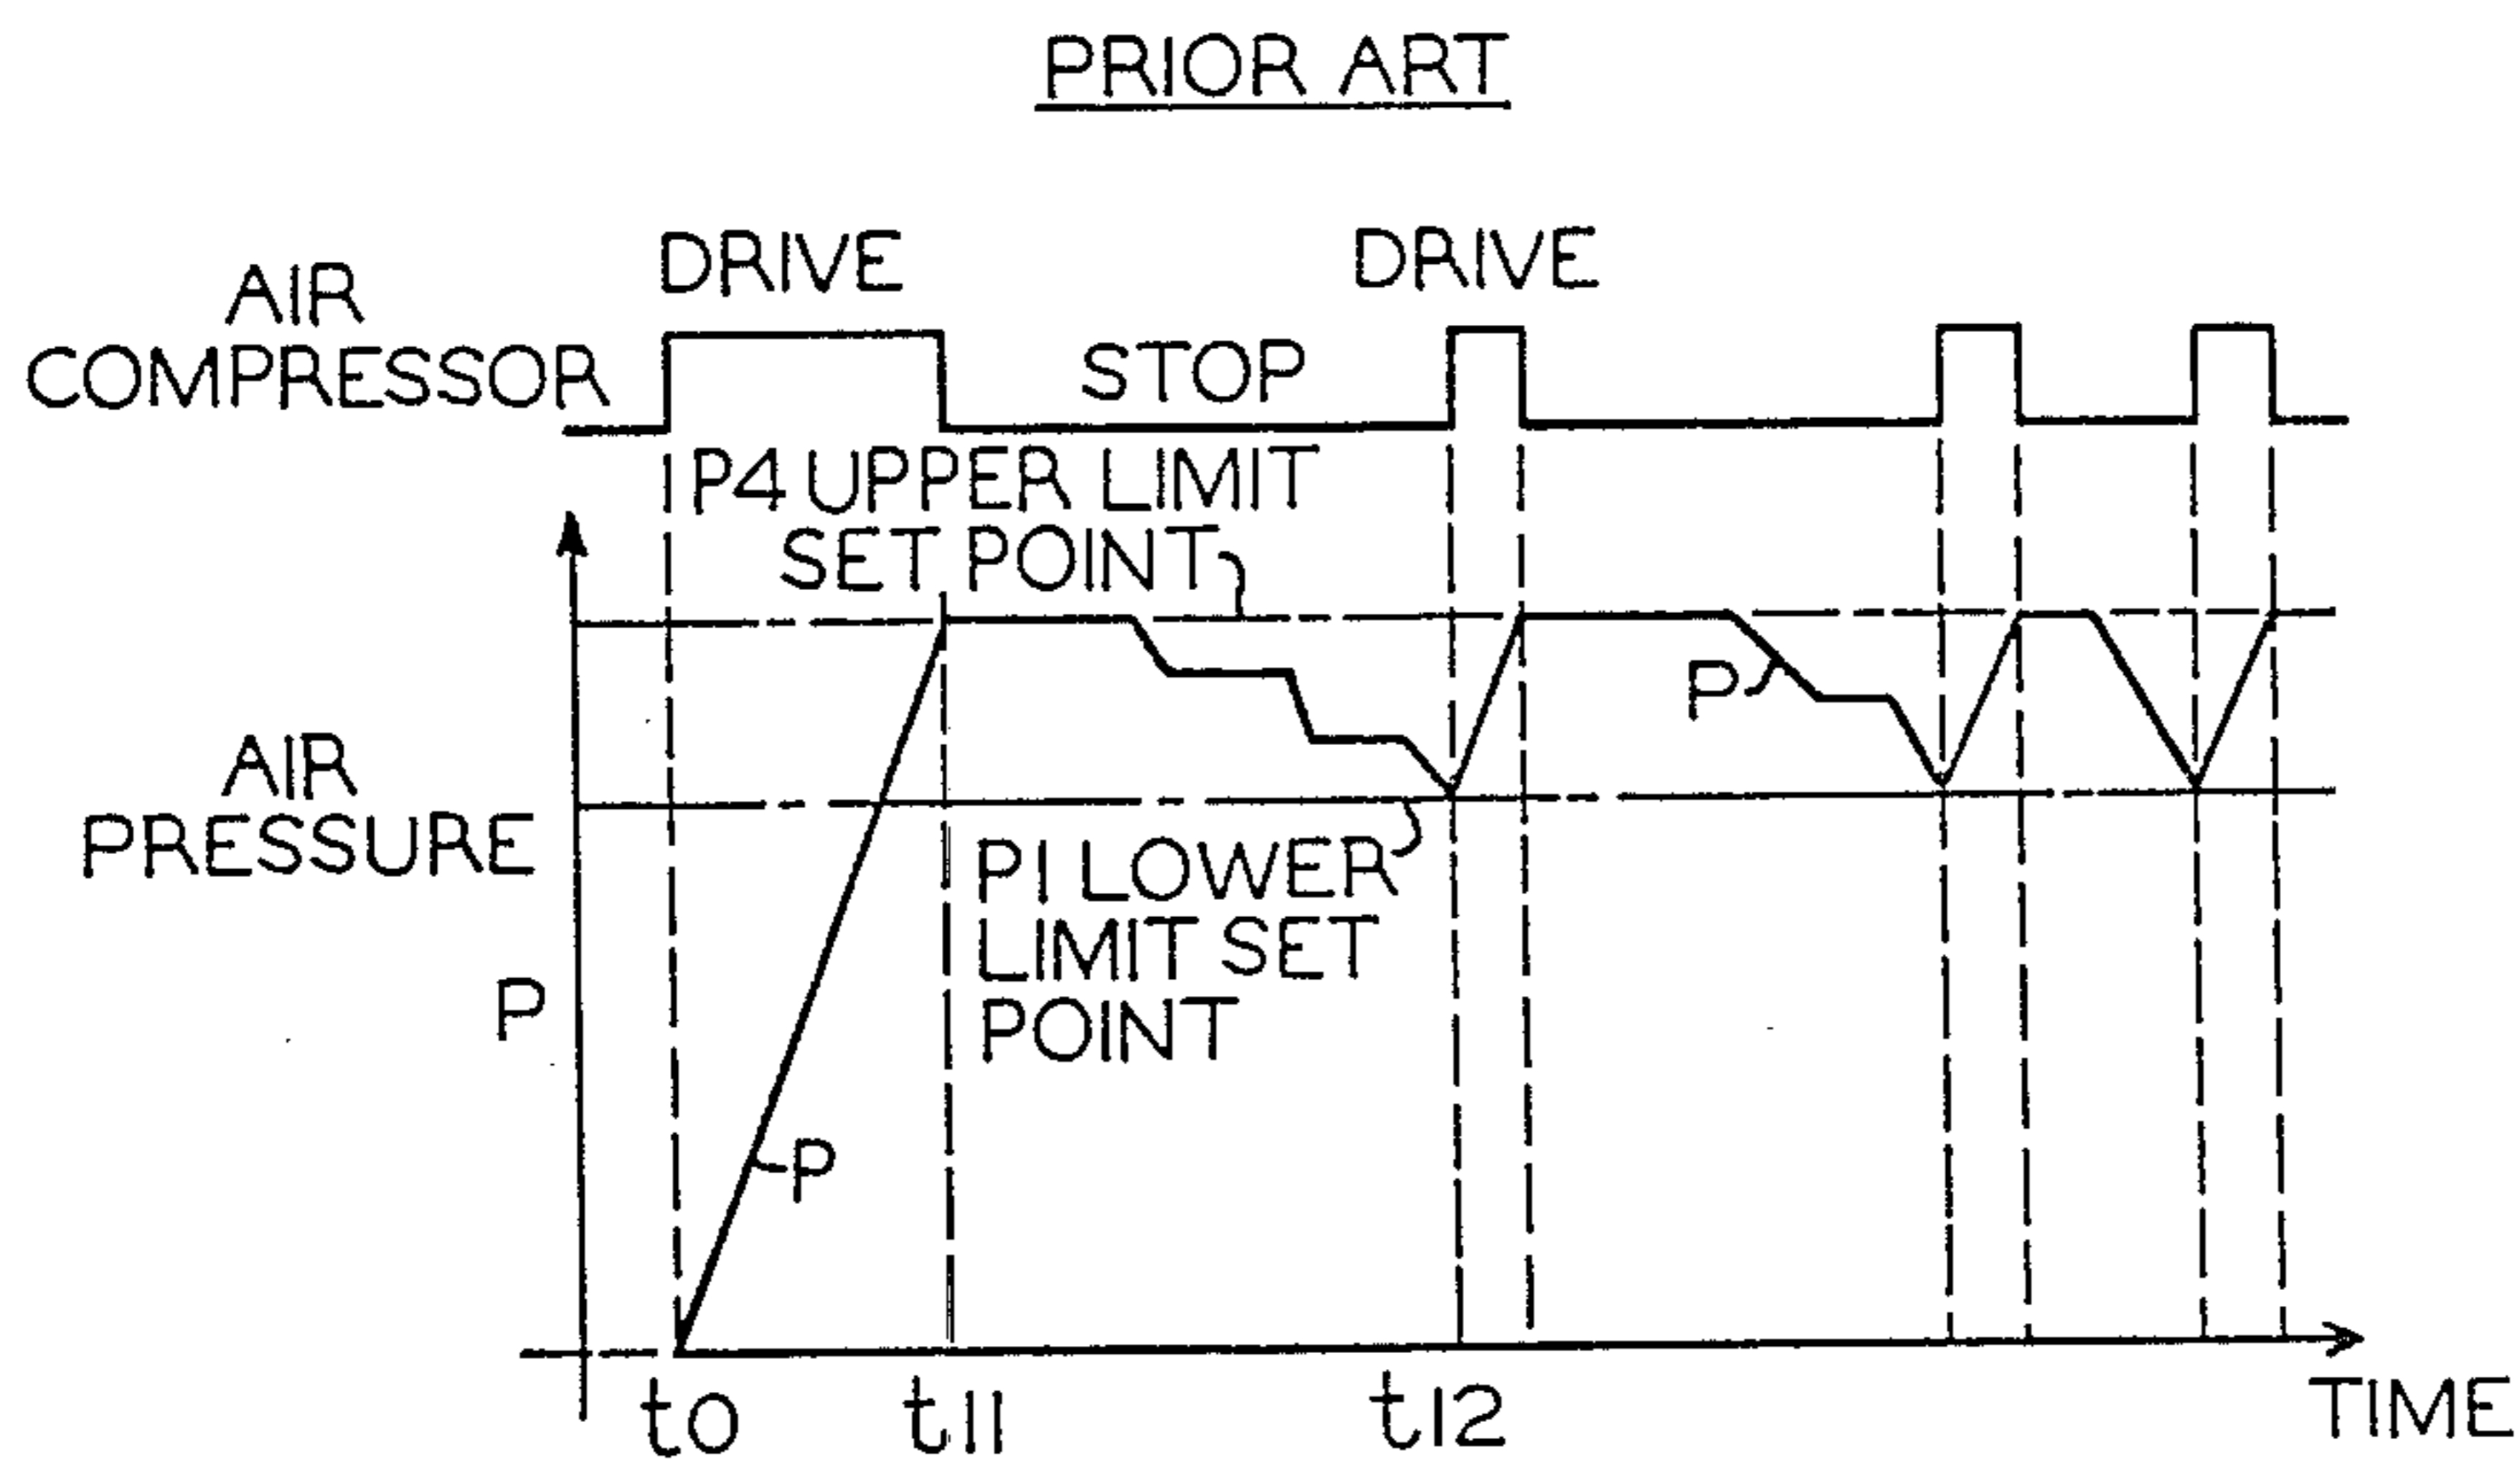 PRIOR ART
DRIVE
DRIVE
AIR
COMPRESSOR
STOP
P4 UPPER LIMIT
SET POINT
P
AIR
PRESSURE
P1 LOWER
LIMIT SET
POINT
P
P
t0
t11
t12
TIME